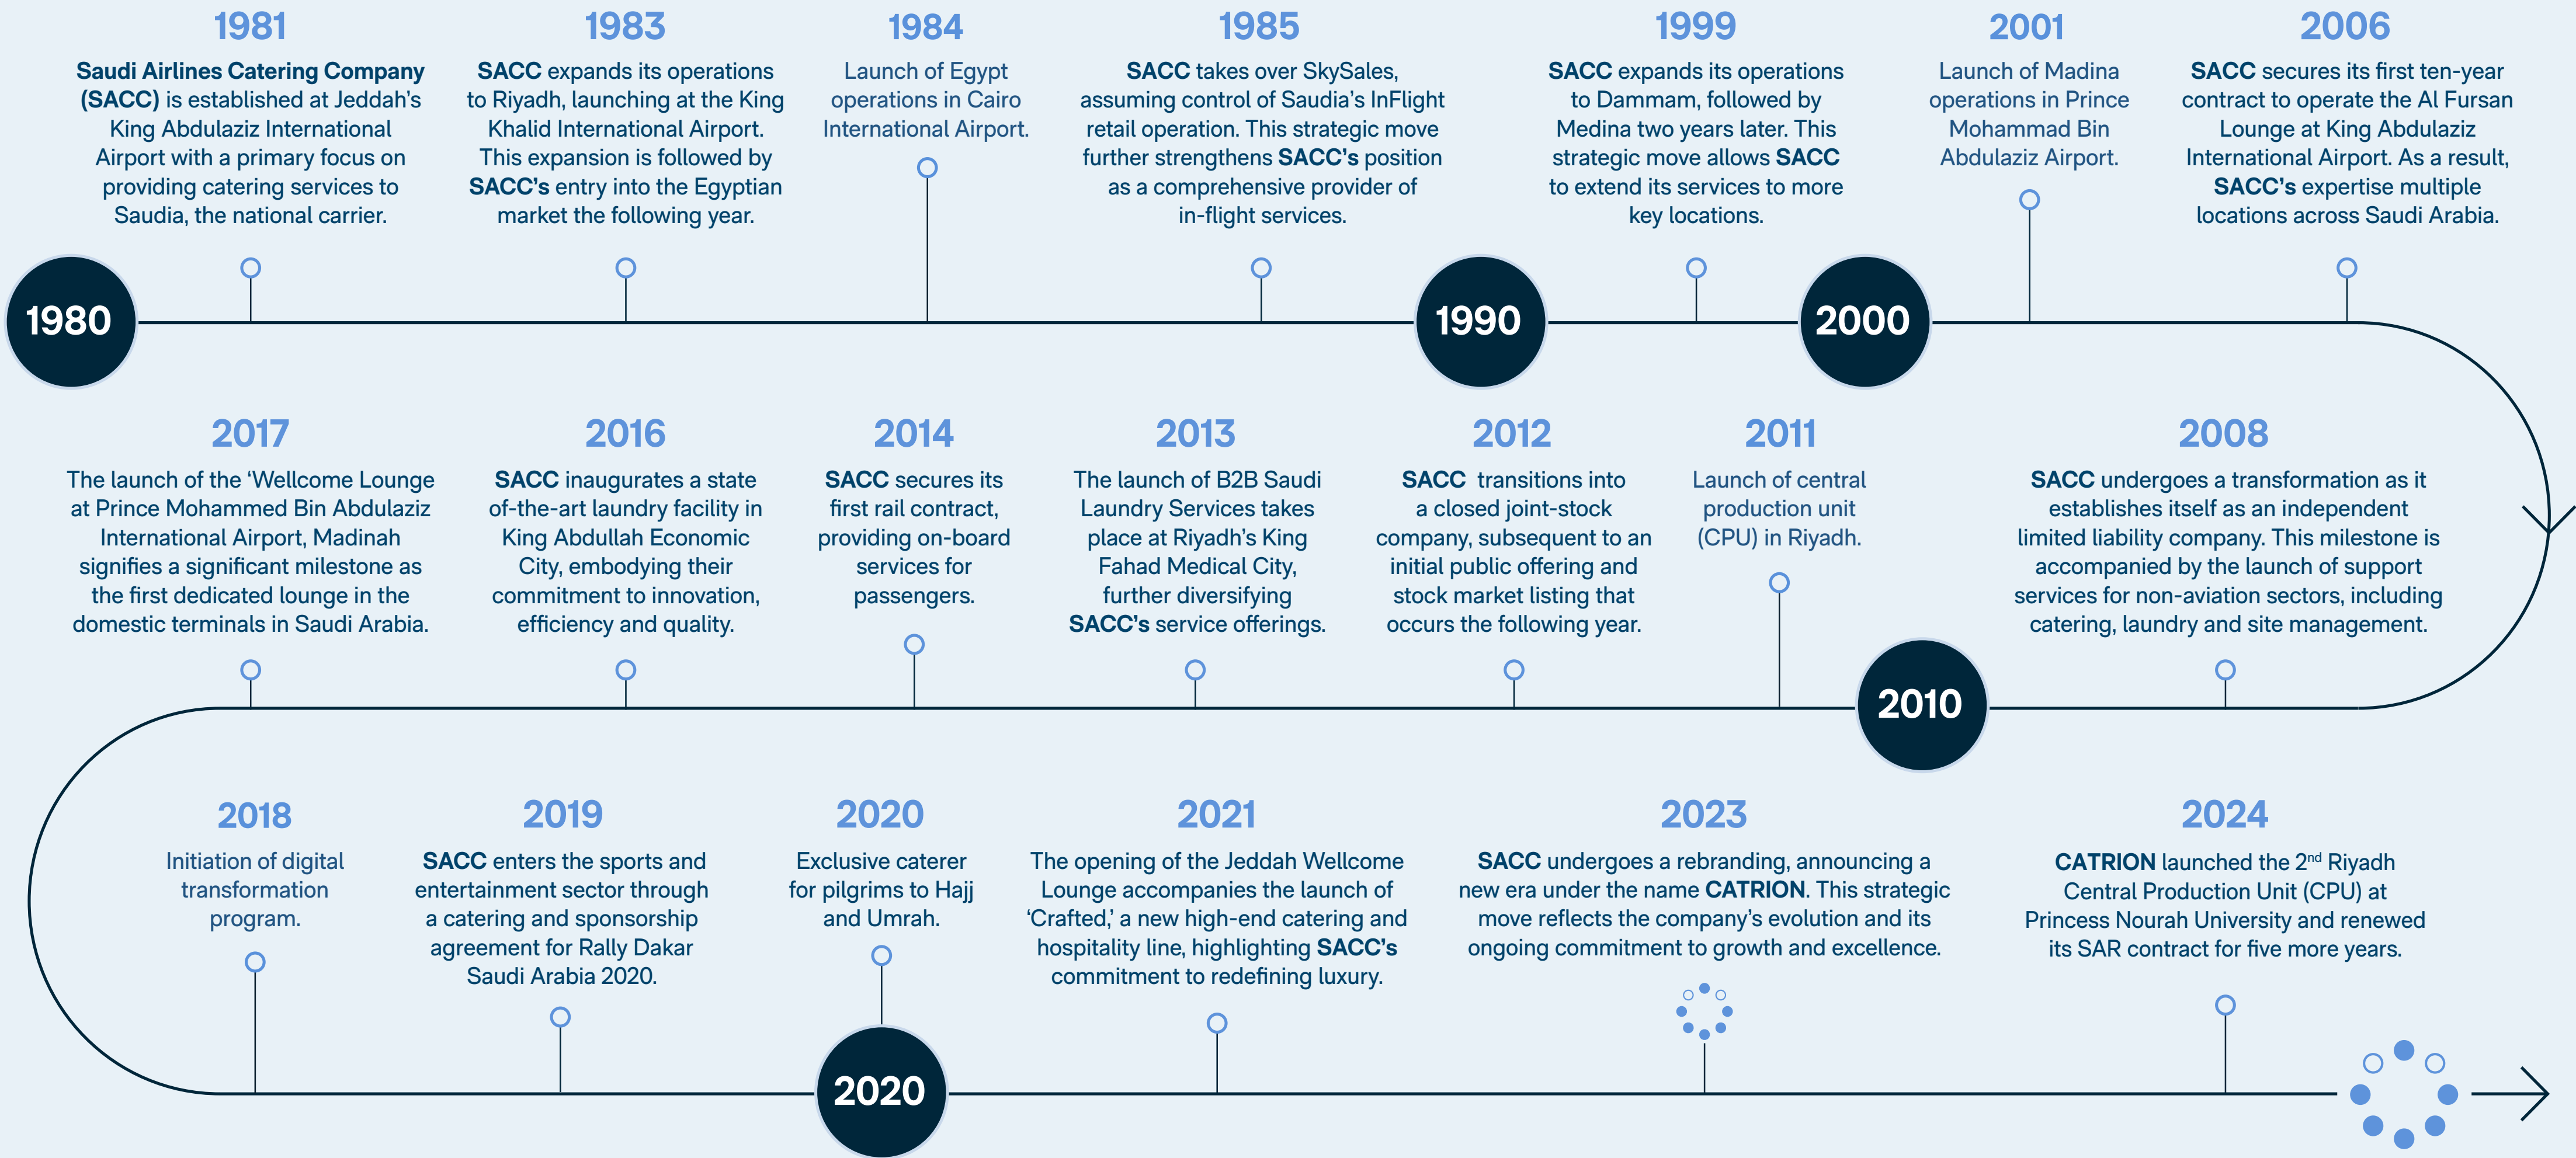 1981
Saudi Airlines Catering Company
(SACC) is established at Jeddah’s
King Abdulaziz International
Airport with a primary focus on
providing catering services to
Saudia, the national carrier.
1983
SACC expands its operations
to Riyadh, launching at the King
Khalid International Airport.
This expansion is followed by
SACC’s entry into the Egyptian
market the following year.
1984
Launch of Egypt
operations in Cairo
International Airport.
1985
SACC takes over SkySales,
assuming control of Saudia’s InFlight
retail operation. This strategic move
further strengthens SACC’s position
as a comprehensive provider of
in-flight services.
1999
SACC expands its operations
to Dammam, followed by
Medina two years later. This
strategic move allows SACC
to extend its services to more
key locations.
2001
Launch of Madina
operations in Prince
Mohammad Bin
Abdulaziz Airport.
2006
SACC secures its first ten-year
contract to operate the Al Fursan
Lounge at King Abdulaziz
International Airport. As a result,
SACC’s expertise multiple
locations across Saudi Arabia.
1980
1990
2000
2008
SACC undergoes a transformation as it
establishes itself as an independent
limited liability company. This milestone is
accompanied by the launch of support
services for non-aviation sectors, including
catering, laundry and site management.
2010
2011
Launch of central
production unit
(CPU) in Riyadh.
2012
SACC transitions into
a closed joint-stock
company, subsequent to an
initial public offering and
stock market listing that
occurs the following year.
2013
The launch of B2B Saudi
Laundry Services takes
place at Riyadh’s King
Fahad Medical City,
further diversifying
SACC’s service offerings.
2014
SACC secures its
first rail contract,
providing on-board
services for
passengers.
2016
SACC inaugurates a state
of-the-art laundry facility in
King Abdullah Economic
City, embodying their
commitment to innovation,
efficiency and quality.
2017
The launch of the ‘Wellcome Lounge
at Prince Mohammed Bin Abdulaziz
International Airport, Madinah
signifies a significant milestone as
the first dedicated lounge in the
domestic terminals in Saudi Arabia.
2018
Initiation of digital
transformation
program.
2019
SACC enters the sports and
entertainment sector through
a catering and sponsorship
agreement for Rally Dakar
Saudi Arabia 2020.
2020
Exclusive caterer
for pilgrims to Hajj
and Umrah.
2020
2021
The opening of the Jeddah Wellcome
Lounge accompanies the launch of
‘Crafted,’ a new high-end catering and
hospitality line, highlighting SACC’s
commitment to redefining luxury.
2023
SACC undergoes a rebranding, announcing a
new era under the name CATRION. This strategic
move reflects the company’s evolution and its
ongoing commitment to growth and excellence.
2024
CATRION launched the 2nd Riyadh
Central Production Unit (CPU) at
Princess Nourah University and renewed
its SAR contract for five more years.